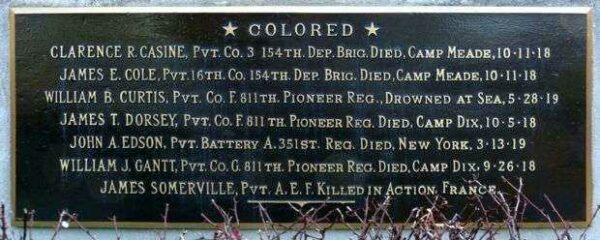 ★ COLORED ★
CLARENCE R. CASINE, PVT. CO. 3 154TH. DEP. BRIG. DIED, CAMP MEADE, 10-11-18
JAMES E. COLE, PVT. 16TH. CO. 154TH. DEP. BRIG. DIED, CAMP MEADE, 10-11-18
WILLIAM B. CURTIS, PVT. CO. F. 811TH. PIONEER REG., DROWNED AT SEA, 5-28-19
JAMES T. DORSEY, PVT. CO. F. 811TH PIONEER REG. DIED, CAMP DIX, 10-5-18
JOHN A. EDSON, PVT. BATTERY A. 351ST. REG. DIED, NEW YORK, 3-13-19
WILLIAM J. GANTT, PVT. CO. G. 811TH. PIONEER REG. DIED, CAMP DIX, 9-26-18
JAMES SOMERVILLE, PVT. A. E. F. KILLED IN ACTION, FRANCE.